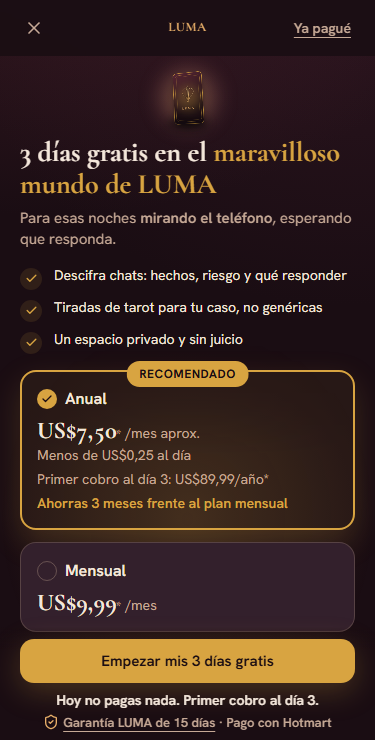 LUMA
Ya pagué
3 días gratis en el maravilloso
mundo de LUMA
Para esas noches mirando el teléfono, esperando
que responda.
Descifra chats: hechos, riesgo y qué responder
Tiradas de tarot para tu caso, no genéricas
Un espacio privado y sin juicio
RECOMENDADO
Anual
US$7,50* /mes aprox.
Menos de US$0,25 al día
Primer cobro al día 3: US$89,99/año*
Ahorras 3 meses frente al plan mensual
Mensual
US$9,99* /mes
Empezar mis 3 días gratis
Hoy no pagas nada. Primer cobro al día 3.
Garantía LUMA de 15 días · Pago con Hotmart